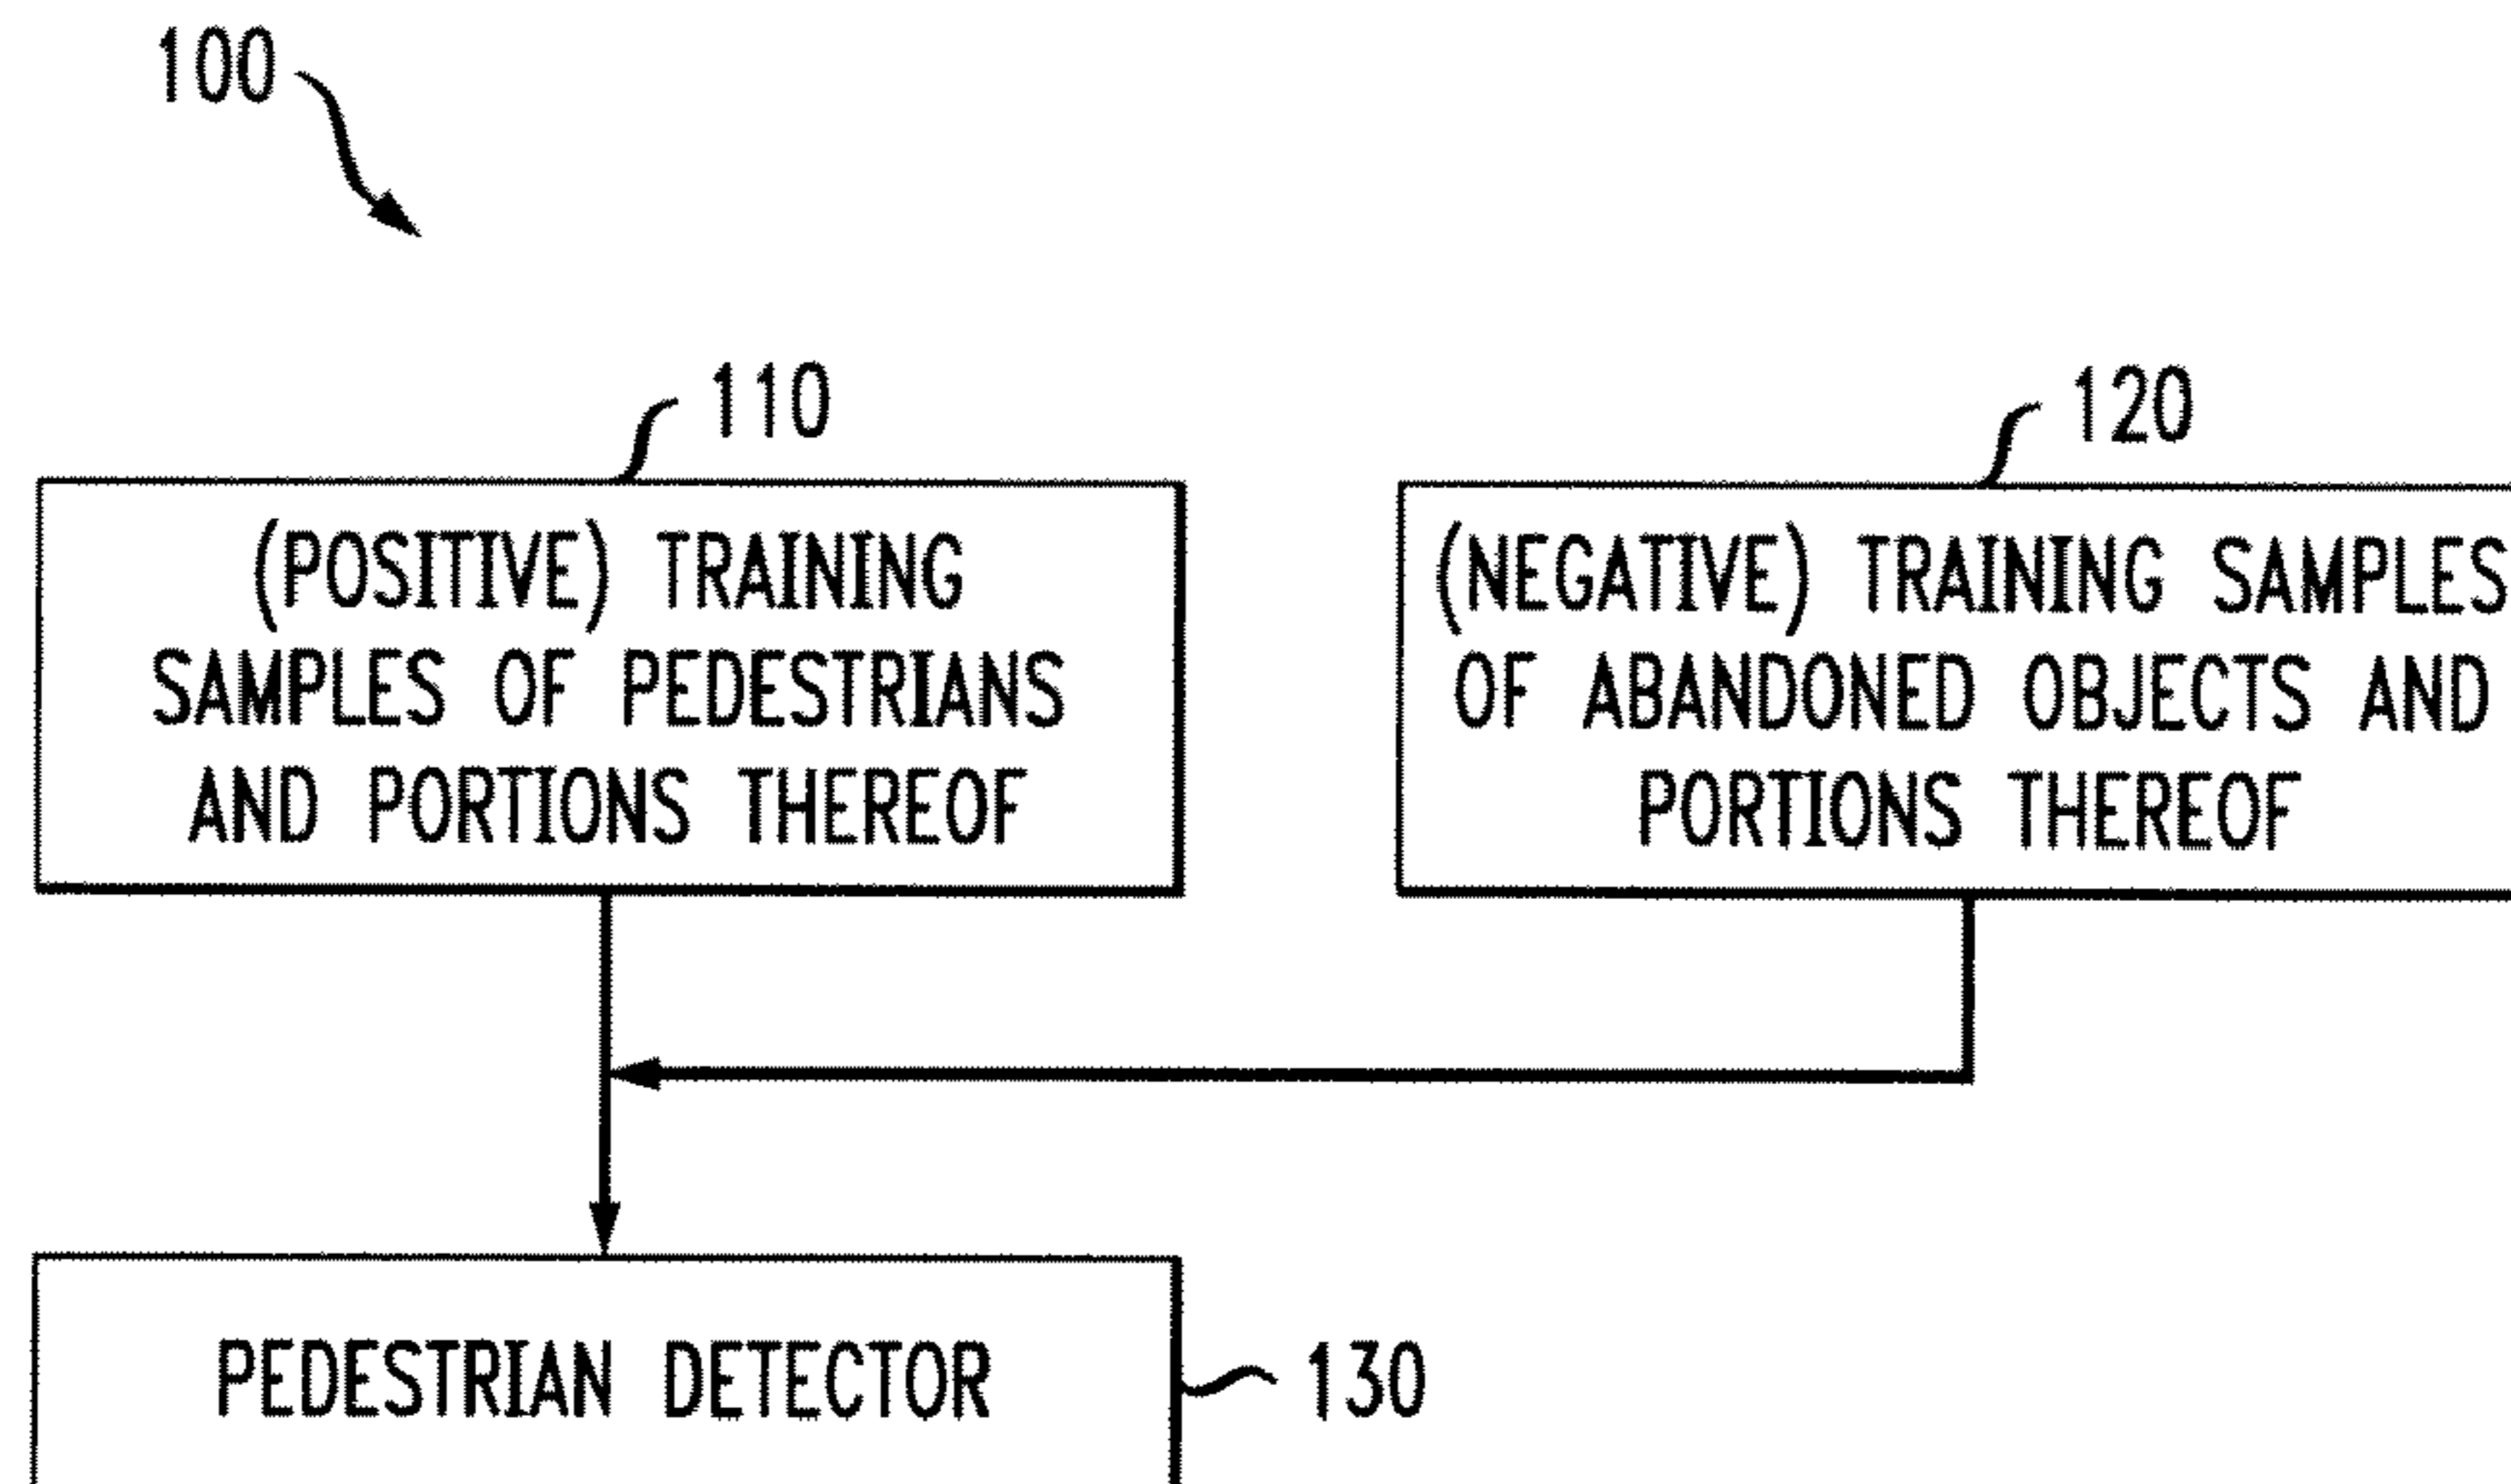 100
110
120
(POSITIVE) TRAINING
SAMPLES OF PEDESTRIANS
AND PORTIONS THEREOF
(NEGATIVE) TRAINING SAMPLES
OF ABANDONED OBJECTS AND
PORTIONS THEREOF
PEDESTRIAN DETECTOR
130